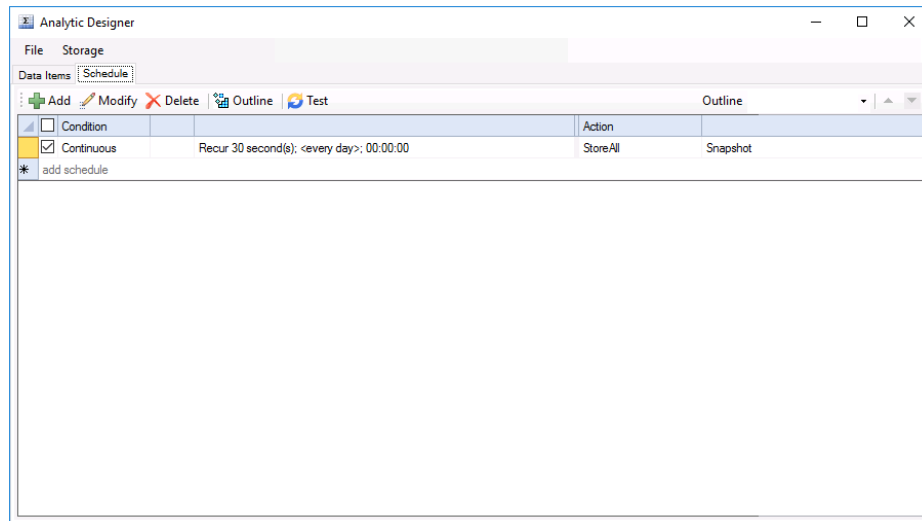 Analytic Designer
File Storage
Data Items Schedule
Add Modify Delete Outline Test Outline
Condition Action
Continuous Recur 30 second(s); <every day>; 00:00:00 StoreAll Snapshot
add schedule